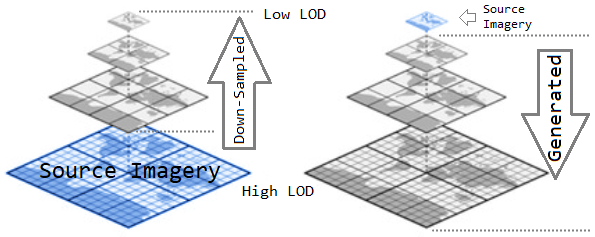 Low LOD
Source
Imagery
Down-Sampled
Generated
Source Imagery
High LOD